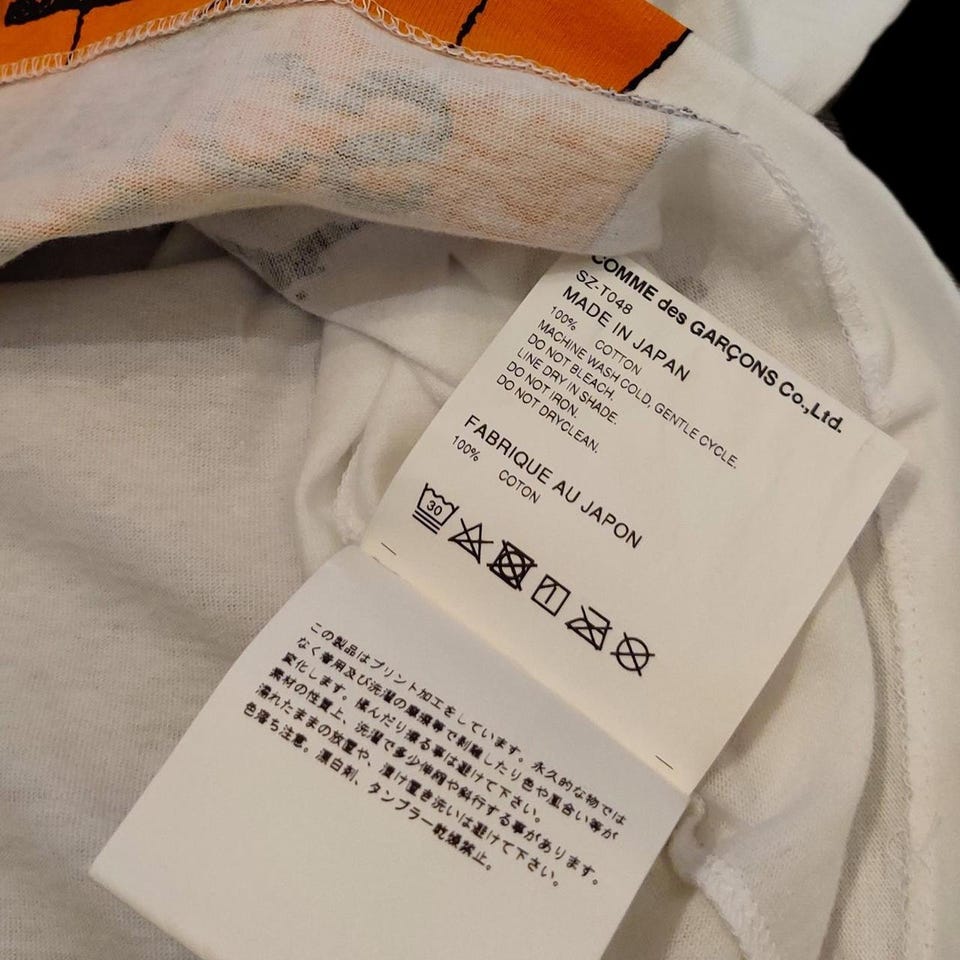 COMME des GARÇONS Co.,Ltd.
SZ-T048
MADE IN JAPAN
100% COTTON
MACHINE WASH COLD, GENTLE CYCLE.
DO NOT BLEACH.
LINE DRY IN SHADE.
DO NOT IRON.
DO NOT DRYCLEAN.
FABRIQUE AU JAPON
100% COTON
30
この製品はプリント加工をしています。永久的な物では
なく着用及び洗濯の摩擦等で剥離したり色や風合い等が
変化します。揉んだり擦る事は避けて下さい。
素材の性質上、洗濯で多少伸縮や斜行する事があります。
濡れたままの放置や、漬け置き洗いは避けて下さい。
色落ち注意。漂白剤、タンブラー乾燥禁止。